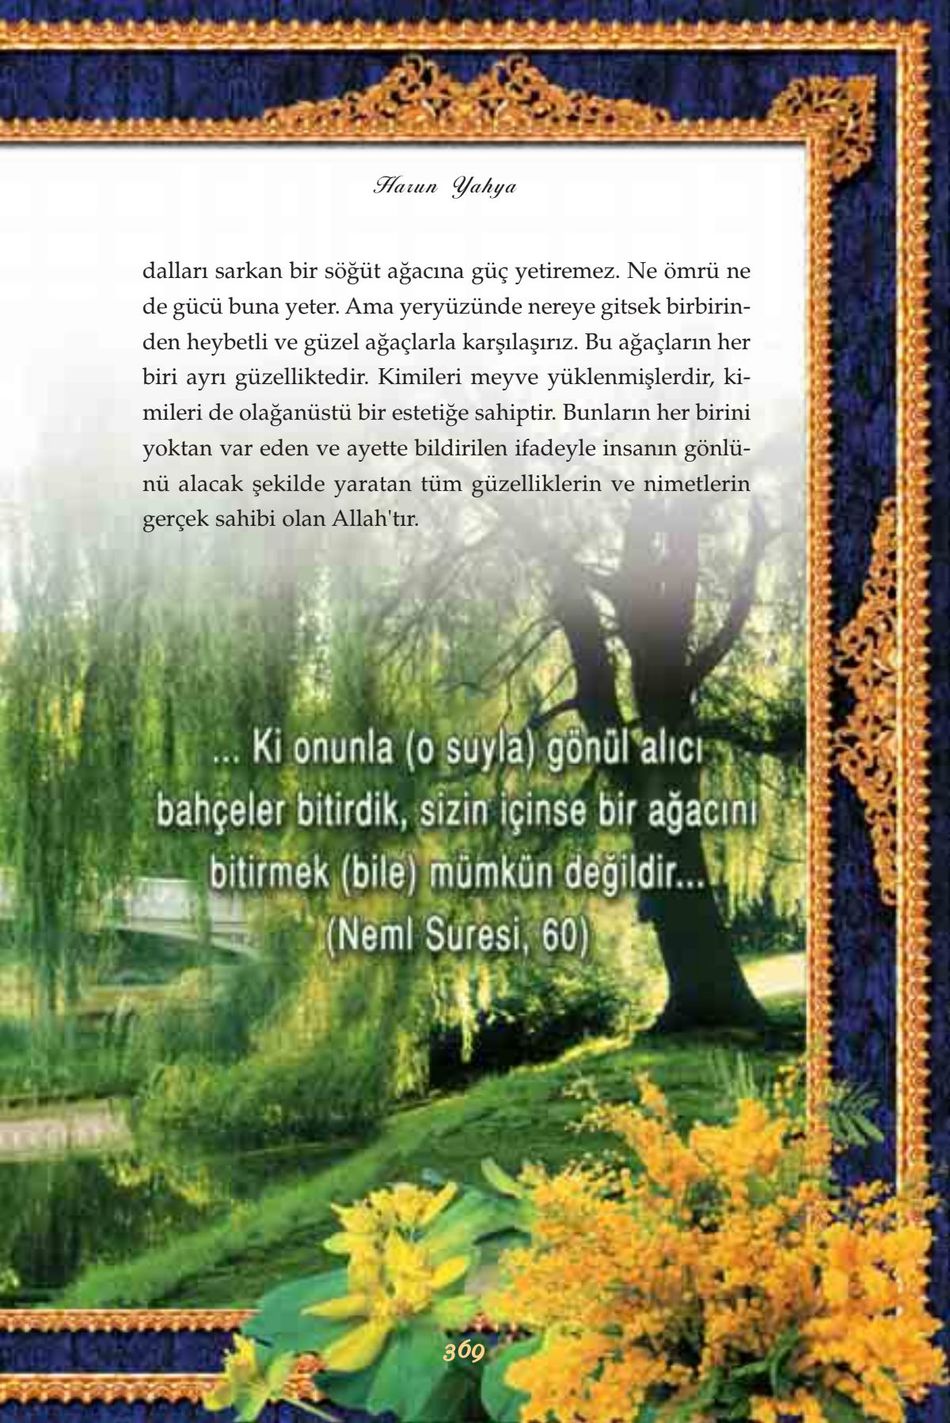 Harun Yahya
dalları sarkan bir söğüt ağacına güç yetiremez. Ne ömrü ne
de gücü buna yeter. Ama yeryüzünde nereye gitsek birbirin-
den heybetli ve güzel ağaçlarla karşılaşırız. Bu ağaçların her
biri ayrı güzelliktedir. Kimileri meyve yüklenmişlerdir, ki-
mileri de olağanüstü bir estetiğe sahiptir. Bunların her birini
yoktan var eden ve ayette bildirilen ifadeyle insanın gönlü-
nü alacak şekilde yaratan tüm güzelliklerin ve nimetlerin
gerçek sahibi olan Allah'tır.
... Ki onunla (o suyla) gönül alıcı
bahçeler bitirdik, sizin içinse bir ağacını
bitirmek (bile) mümkün değildir...
(Neml Suresi, 60)
369